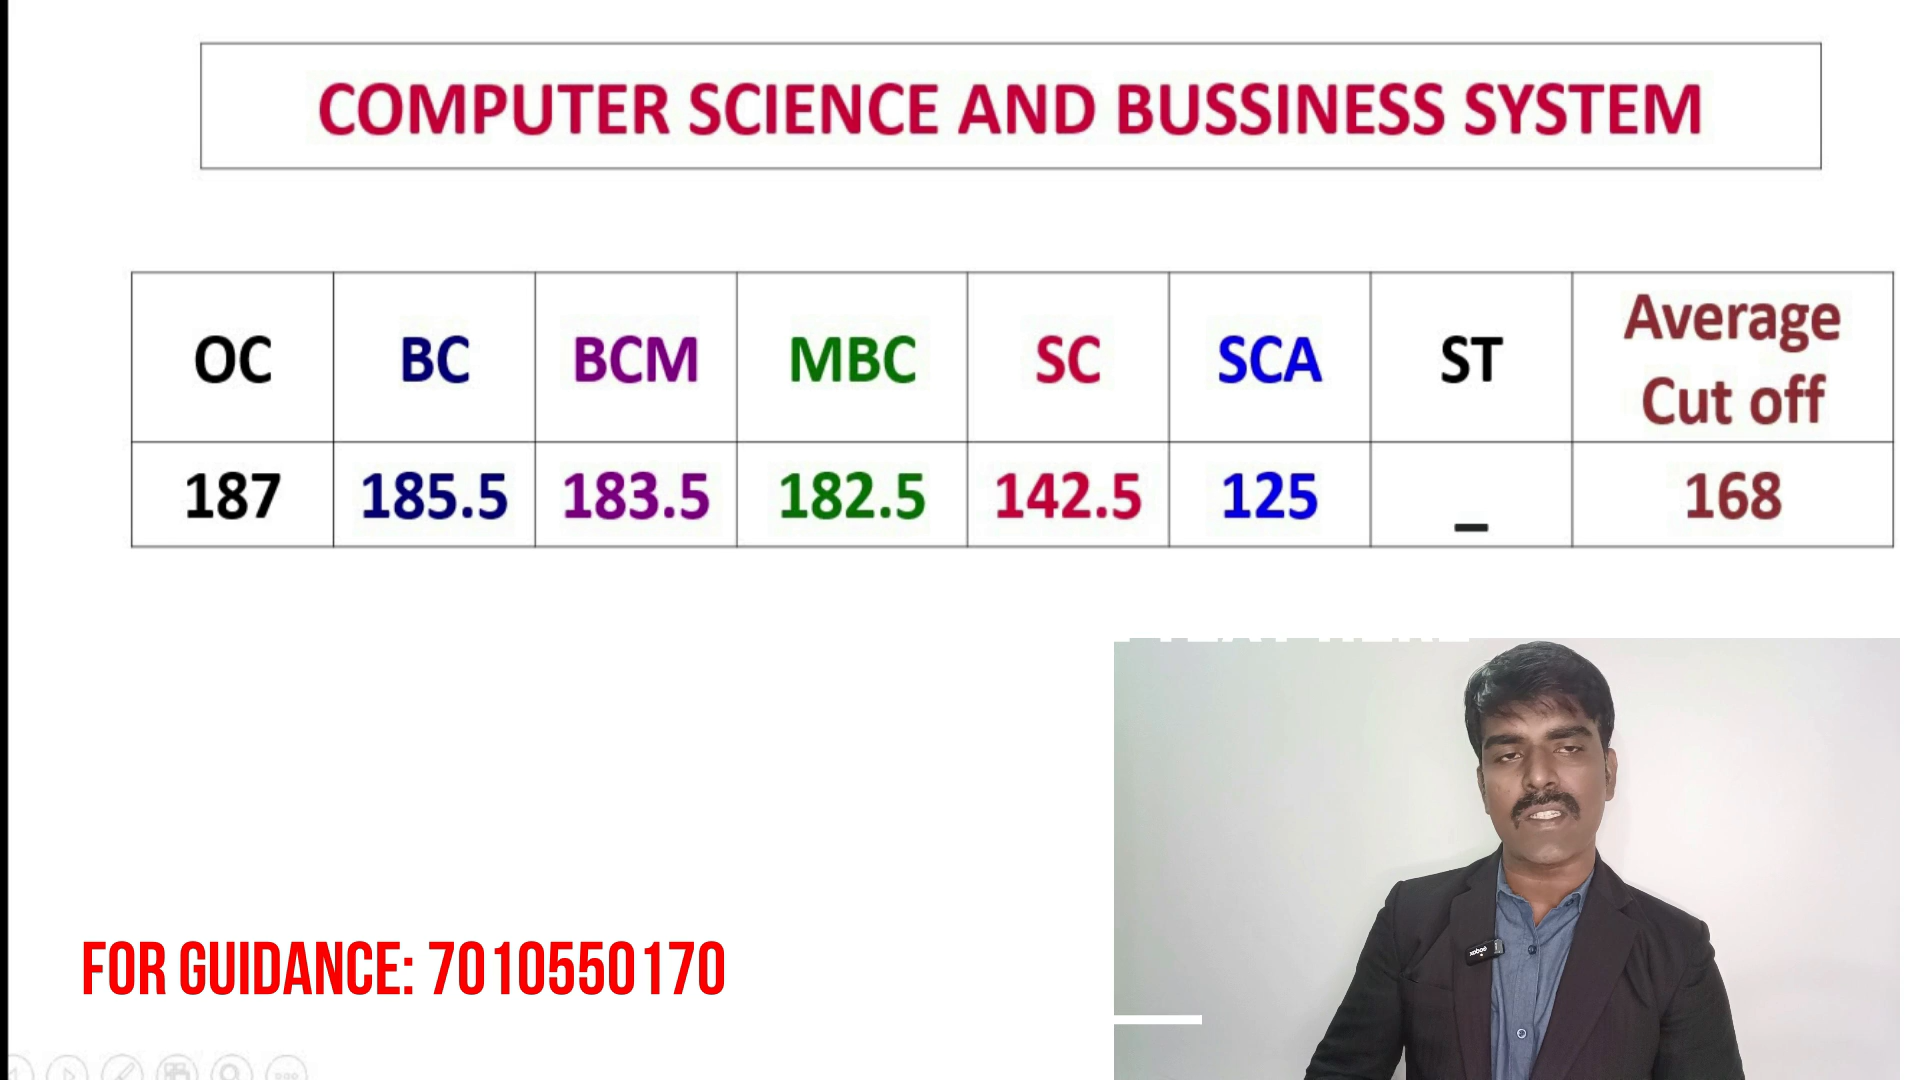 COMPUTER SCIENCE AND BUSSINESS SYSTEM
OC BC BCM MBC SC SCA ST Average Cut off
187 185.5 183.5 182.5 142.5 125 _ 168
FOR GUIDANCE: 7010550170